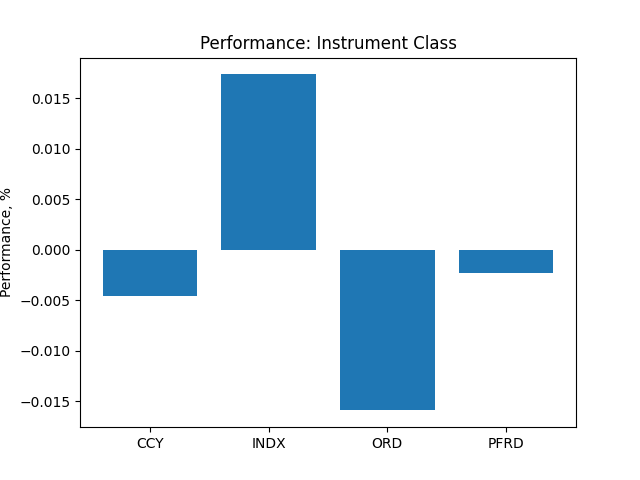 Performance: Instrument Class
Performance, %
0.015
0.010
0.005
0.000
−0.005
−0.010
−0.015
CCY INDX ORD PFRD